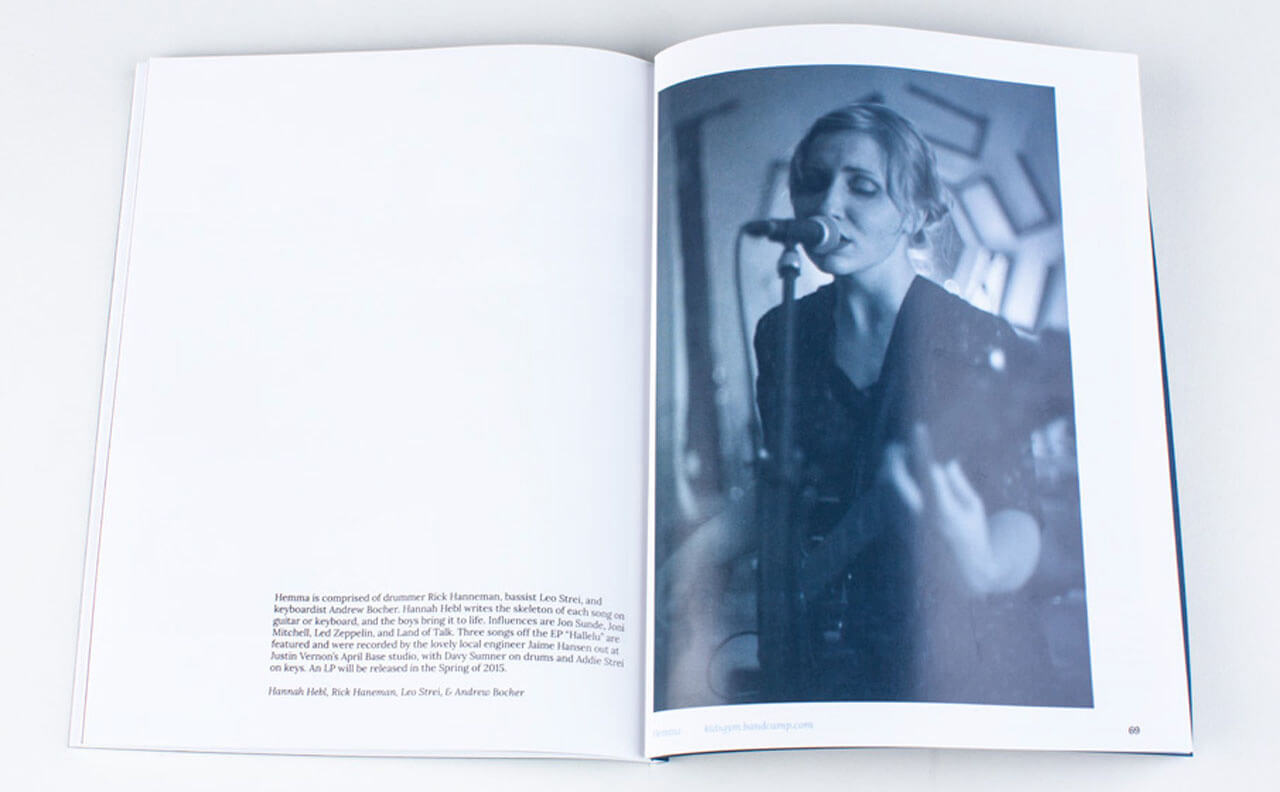 Hemma is comprised of drummer Rick Hanneman, bassist Leo Strei, and
keyboardist Andrew Bocher. Hannah Hebl writes the skeleton of each song on
guitar or keyboard, and the boys bring it to life. Influences are Jon Sunde, Joni
Mitchell, Led Zeppelin, and Land of Talk. Three songs off the EP “Hallelu” are
featured and were recorded by the lovely local engineer Jaime Hansen out at
Justin Vernon's April Base studio, with Davy Sumner on drums and Addie Strei
on keys. An LP will be released in the Spring of 2015.
Hannah Hebl, Rick Haneman, Leo Strei, & Andrew Bocher
Hemma kidsgym.bandcamp.com
69